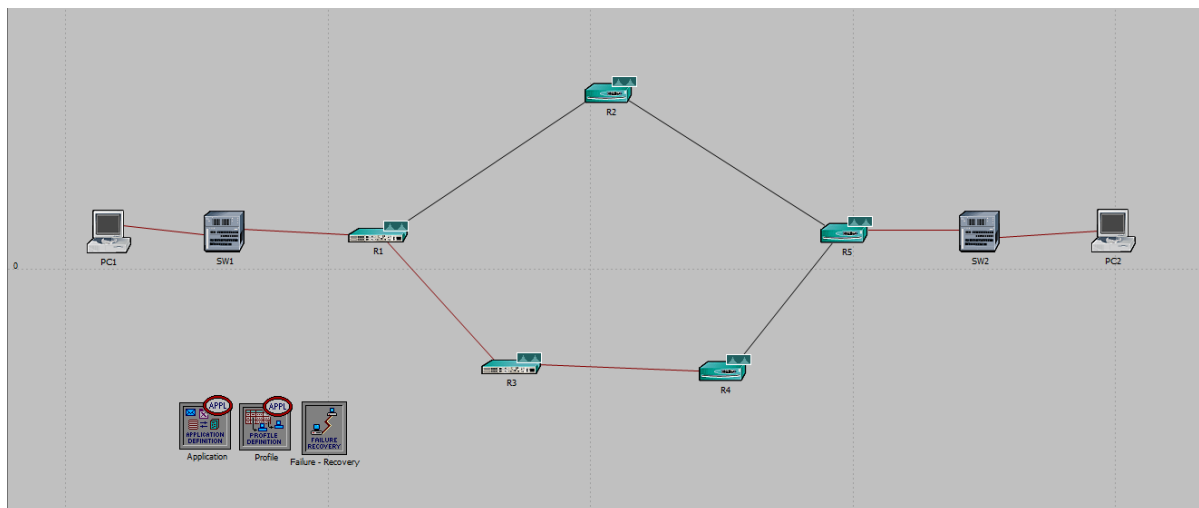 R2
PC1
SW1
R1
R5
SW2
PC2
0
R3
R4
APPL
APPLICATION
DEFINITION
APPL
PROFILE
DEFINITION
FAILURE
RECOVERY
Application
Profile
Failure - Recovery